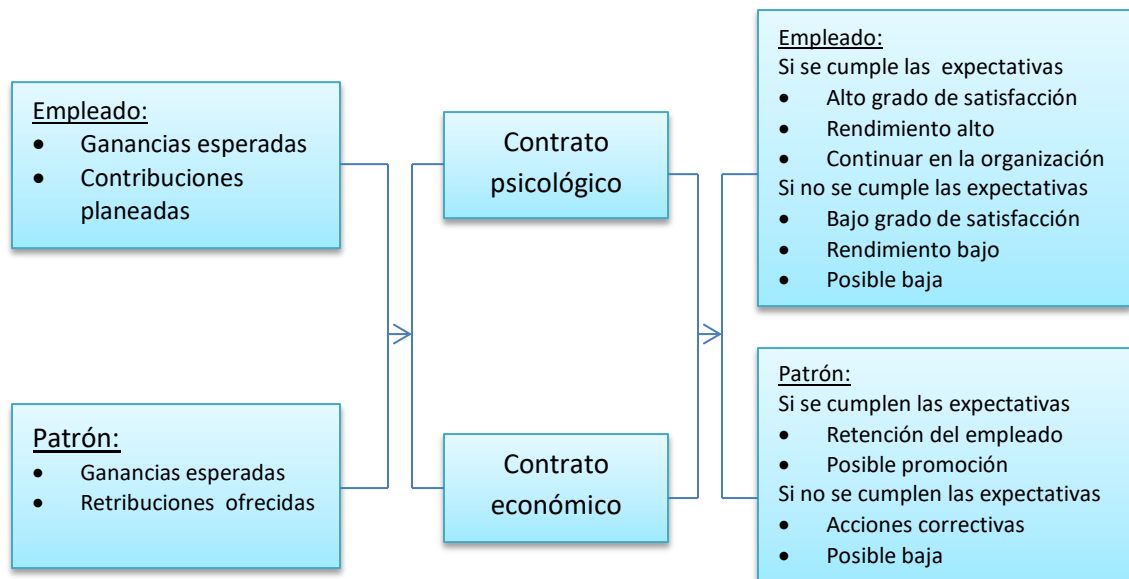 Empleado:
• Ganancias esperadas
• Contribuciones
planeadas
Patrón:
• Ganancias esperadas
• Retribuciones ofrecidas
Contrato
psicológico
Contrato
económico
Empleado:
Si se cumple las expectativas
• Alto grado de satisfacción
• Rendimiento alto
• Continuar en la organización
Si no se cumple las expectativas
• Bajo grado de satisfacción
• Rendimiento bajo
• Posible baja
Patrón:
Si se cumplen las expectativas
• Retención del empleado
• Posible promoción
Si no se cumplen las expectativas
• Acciones correctivas
• Posible baja